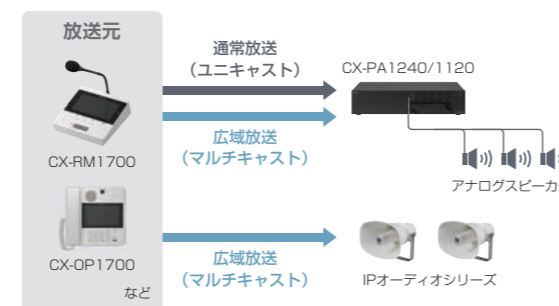 放送元
CX-RM1700
CX-OP1700
など
通常放送
（ユニキャスト）
広域放送
（マルチキャスト）
広域放送
（マルチキャスト）
CX-PA1240/1120
アナログスピーカ
IPオーディオシリーズ